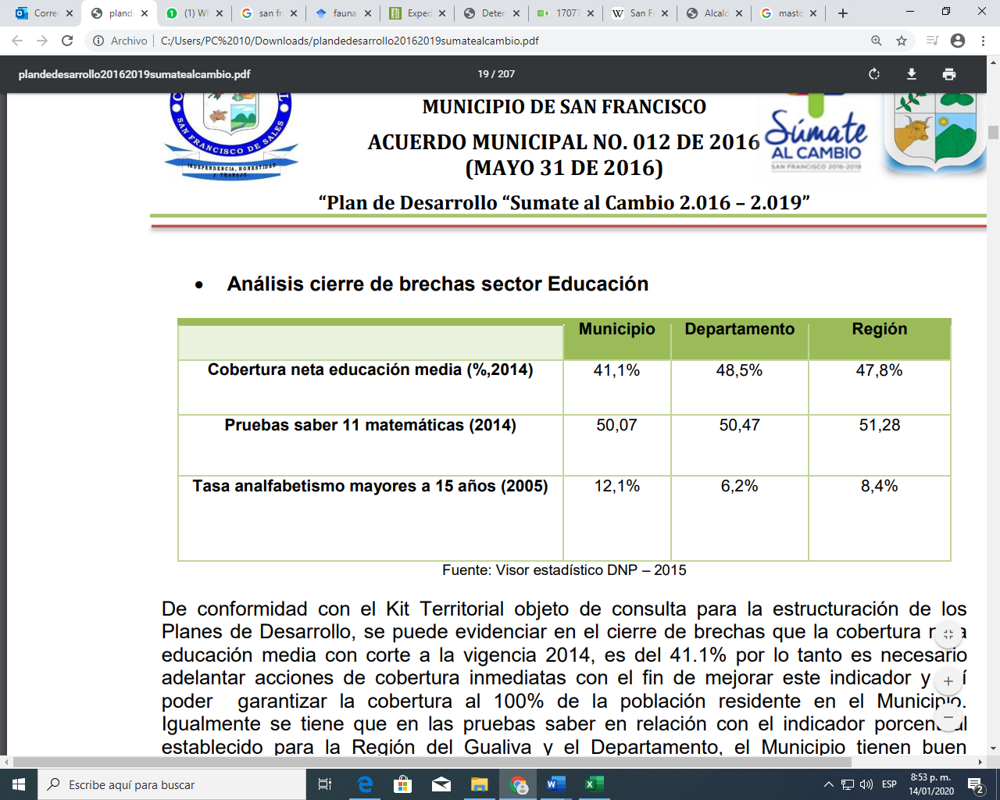 Corre
pland
1 (1) W
san fr
fauna
Exped
Deter
17077
W San F
Alcal
masto
Archivo | C:/Users/PC%2010/Downloads/plandedesarrollo20162019sumatealcambio.pdf
plandedesarrollo20162019sumatealcambio.pdf 19 / 207
SAN FRANCISCO DE SALES
INDEPENDENCIA, HONESTIDAD
Y TRABAJO.
MUNICIPIO DE SAN FRANCISCO
ACUERDO MUNICIPAL NO. 012 DE 2016
(MAYO 31 DE 2016)
Súmate
AL CAMBIO
SAN FRANCISCO 2016-2019
“Plan de Desarrollo “Sumate al Cambio 2.016 – 2.019”
• Análisis cierre de brechas sector Educación
Municipio Departamento Región
Cobertura neta educación media (%,2014) 41,1% 48,5% 47,8%
Pruebas saber 11 matemáticas (2014) 50,07 50,47 51,28
Tasa analfabetismo mayores a 15 años (2005) 12,1% 6,2% 8,4%
Fuente: Visor estadístico DNP – 2015
De conformidad con el Kit Territorial objeto de consulta para la estructuración de los
Planes de Desarrollo, se puede evidenciar en el cierre de brechas que la cobertura
educación media con corte a la vigencia 2014, es del 41.1% por lo tanto es necesario
adelantar acciones de cobertura inmediatas con el fin de mejorar este indicador y
poder garantizar la cobertura al 100% de la población residente en el Municipio.
Igualmente se tiene que en las pruebas saber en relación con el indicador porcentual
establecido para la Región del Gualiva y el Departamento, el Municipio tienen buen
Escribe aquí para buscar
ESP
8:53 p. m.
14/01/2020
2